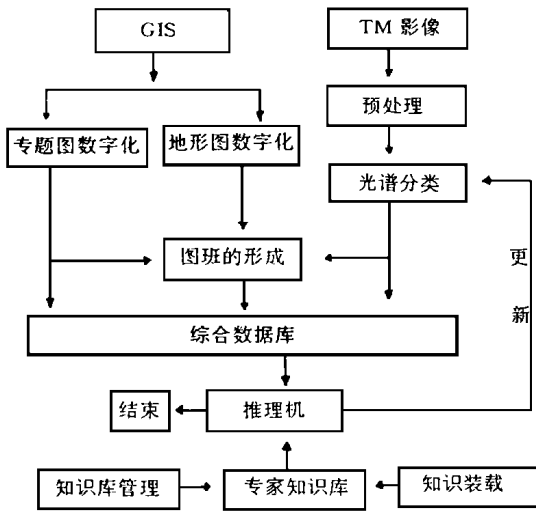 GIS
TM 影像
预处理
专题图数字化
地形图数字化
光谱分类
图班的形成
更
新
综合数据库
结束
推理机
知识库管理
专家知识库
知识装载